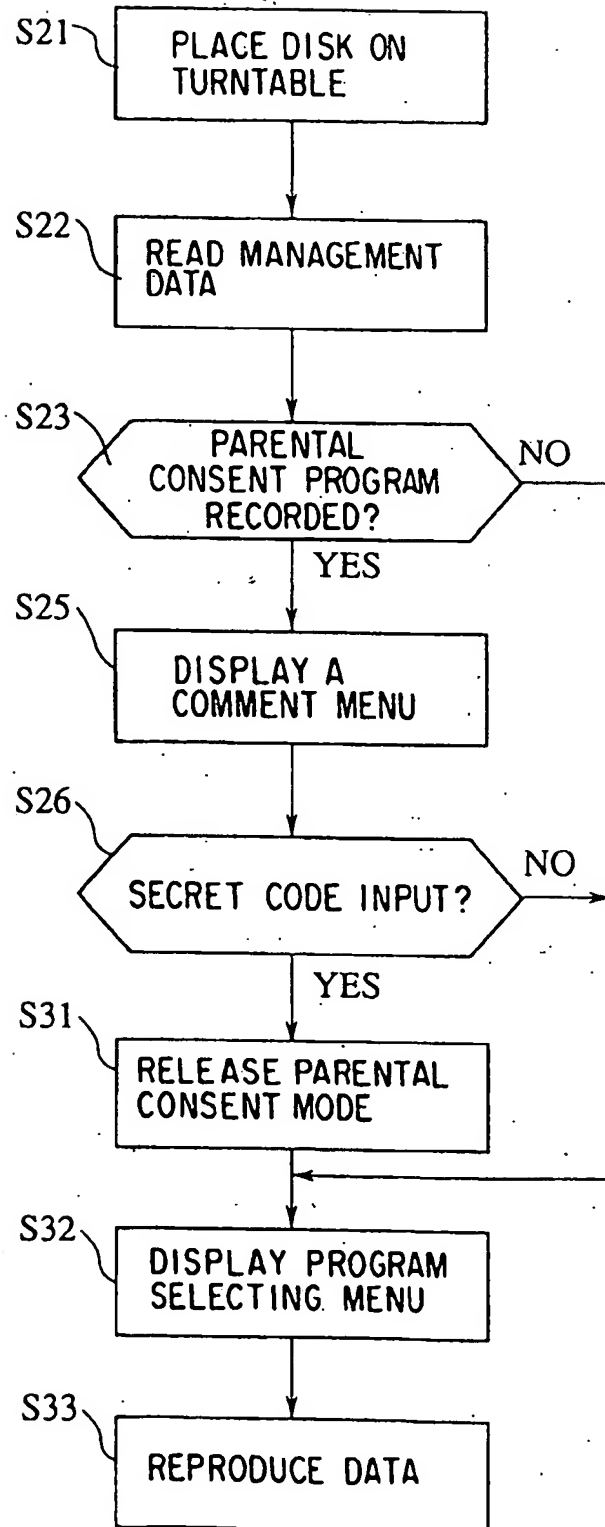 S21
PLACE DISK ON
TURNTABLE
S22
READ MANAGEMENT
DATA
S23
PARENTAL
CONSENT PROGRAM
RECORDED?
NO
YES
S25
DISPLAY A
COMMENT MENU
S26
SECRET CODE INPUT?
NO
YES
S31
RELEASE PARENTAL
CONSENT MODE
S32
DISPLAY PROGRAM
SELECTING MENU
S33
REPRODUCE DATA